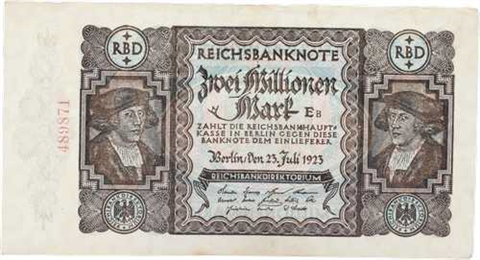 RBD
REICHSBANKNOTE
RBD
Zwei Millionen
Mark EB
ZAHLT DIE REICHSBANKHAUPT-
KASSE IN BERLIN GEGEN DIESE
BANKNOTE DEM EINLIEFERER
Berlin, den 23. Juli 1923
REICHSBANKDIREKTORIUM
489871